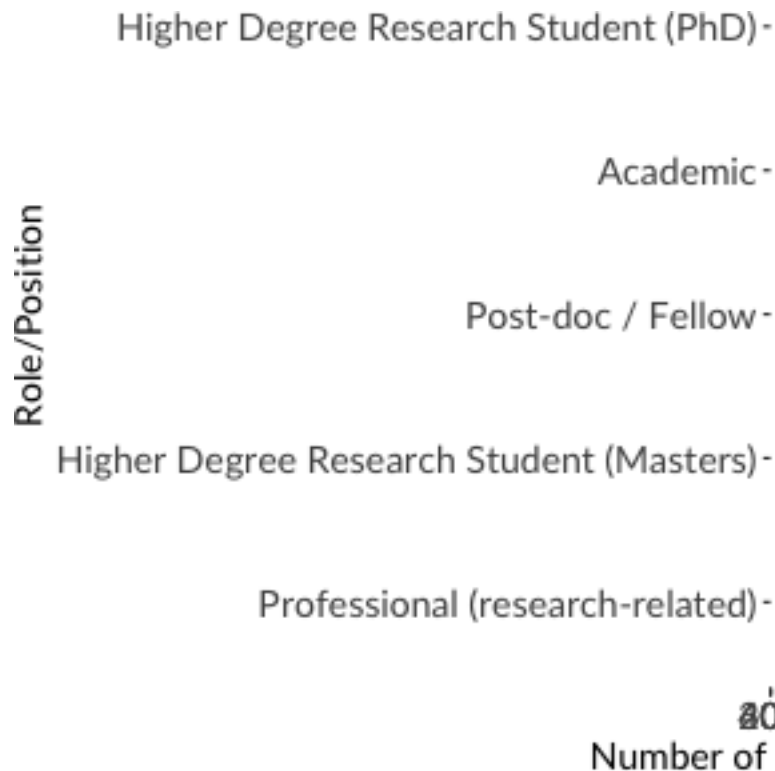 Higher Degree Research Student (PhD)
Academic
Role/Position
Post-doc / Fellow
Higher Degree Research Student (Masters)
Professional (research-related)
Number of